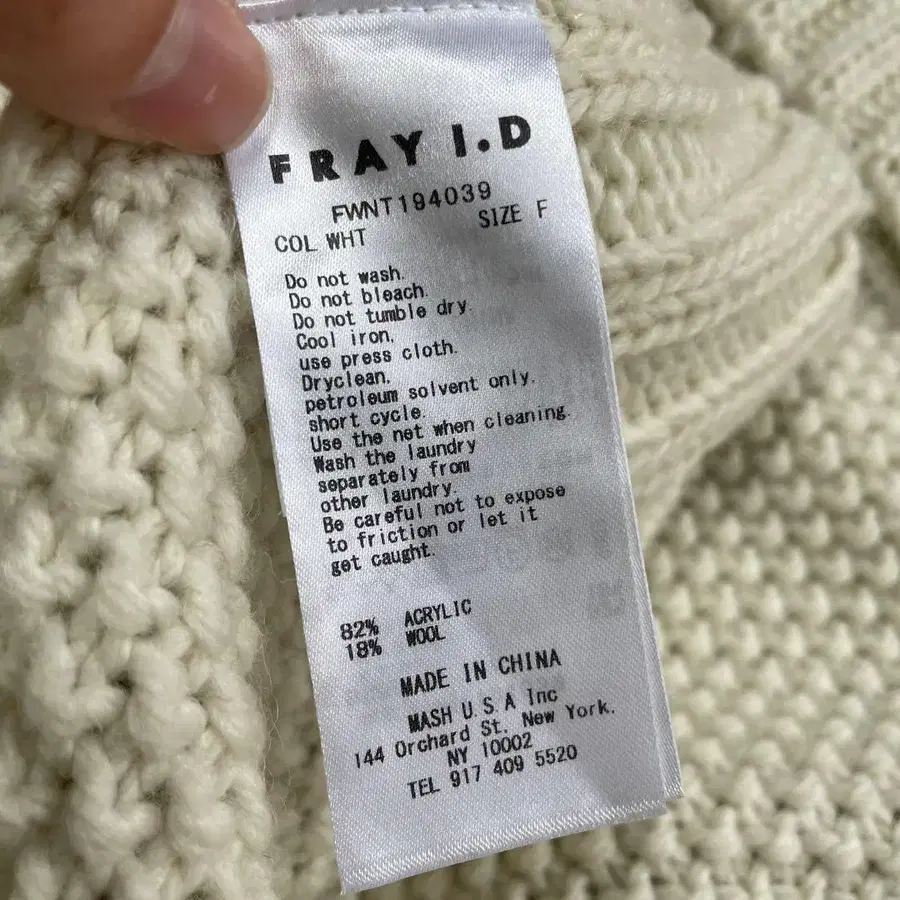 FRAY I.D
FWNT194039
COL WHT SIZE F
Do not wash.
Do not bleach.
Do not tumble dry.
Cool iron.
use press cloth.
Dryclean.
petroleum solvent only.
short cycle.
Use the net when cleaning.
Wash the laundry
separately from
other laundry.
Be careful not to expose
to friction or let it
get caught.
82% ACRYLIC
18% WOOL
MADE IN CHINA
MASH U.S.A Inc
144 Orchard St. New York.
NY 10002
TEL 917 409 5520